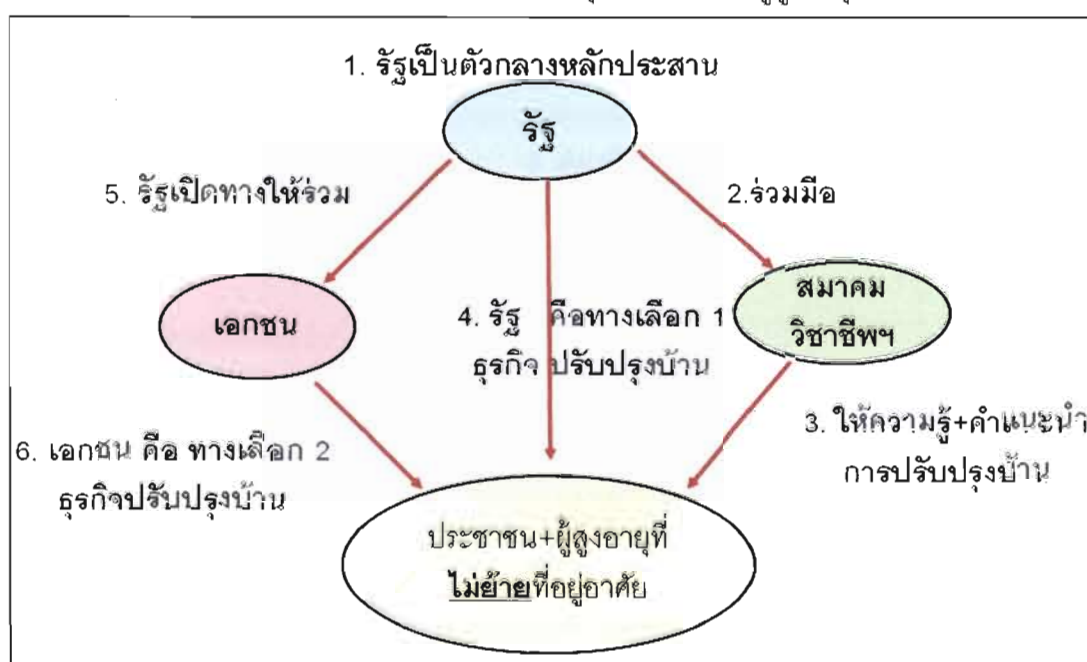 1. รัฐเป็นตัวกลางหลักประสาน
รัฐ
5. รัฐเปิดทางให้ร่วม
2.ร่วมมือ
เอกชน
4. รัฐ คือทางเลือก 1
ธุรกิจ ปรับปรุงบ้าน
สมาคม
วิชาชีพฯ
6. เอกชน คือ ทางเลือก 2
ธุรกิจปรับปรุงบ้าน
3. ให้ความรู้+คำแนะนำ
การปรับปรุงบ้าน
ประชาชน+ผู้สูงอายุที่
ไม่ย้ายที่อยู่อาศัย